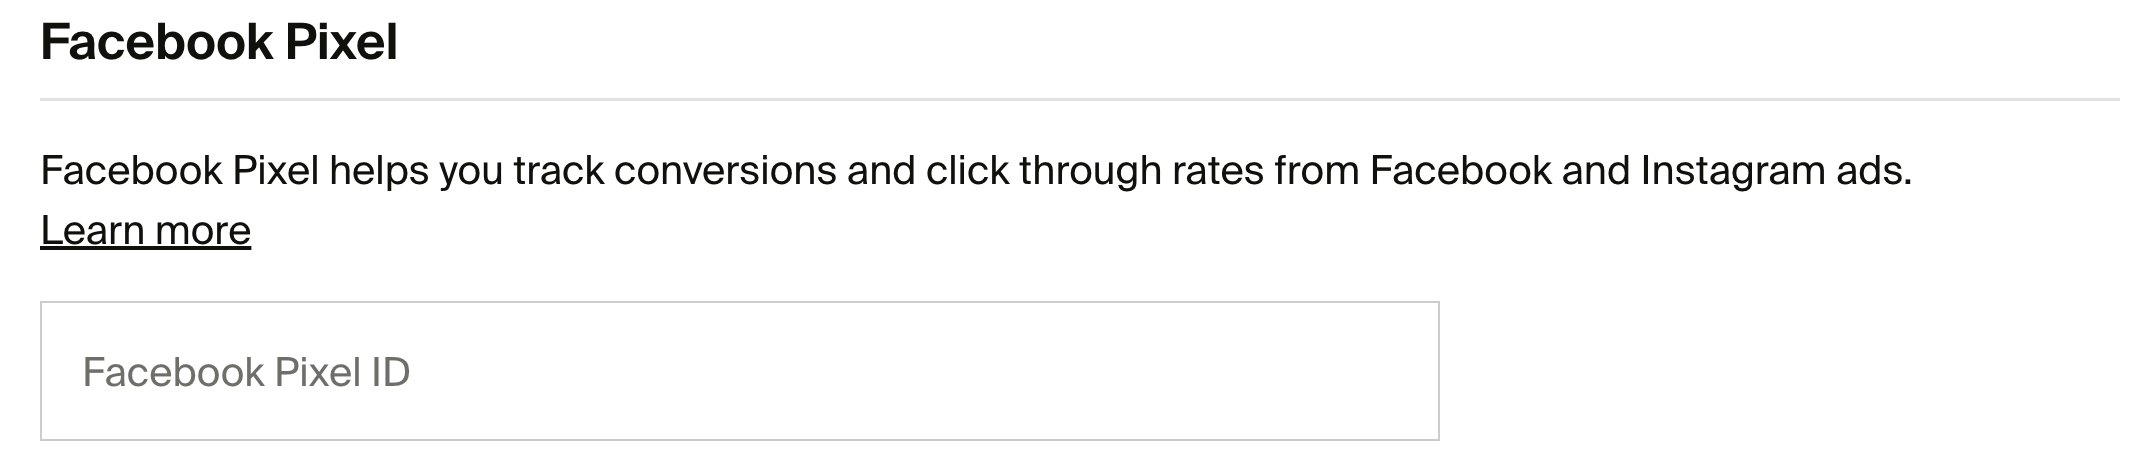 Facebook Pixel
Facebook Pixel helps you track conversions and click through rates from Facebook and Instagram ads.
Learn more
Facebook Pixel ID